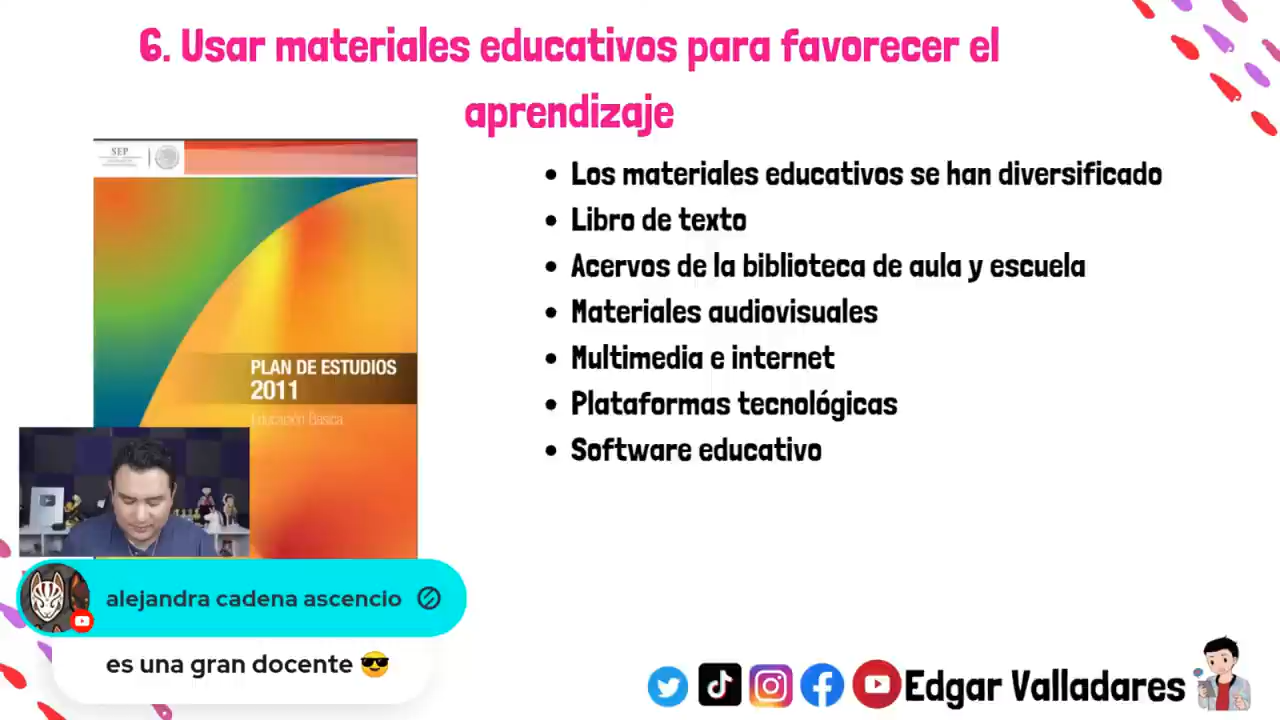 6. Usar materiales educativos para favorecer el
aprendizaje
SEP
PLAN DE ESTUDIOS
2011
Educación Básica
Los materiales educativos se han diversificado
Libro de texto
Acervos de la biblioteca de aula y escuela
Materiales audiovisuales
Multimedia e internet
Plataformas tecnológicas
Software educativo
alejandra cadena ascencio
es una gran docente 😎
Edgar Valladares